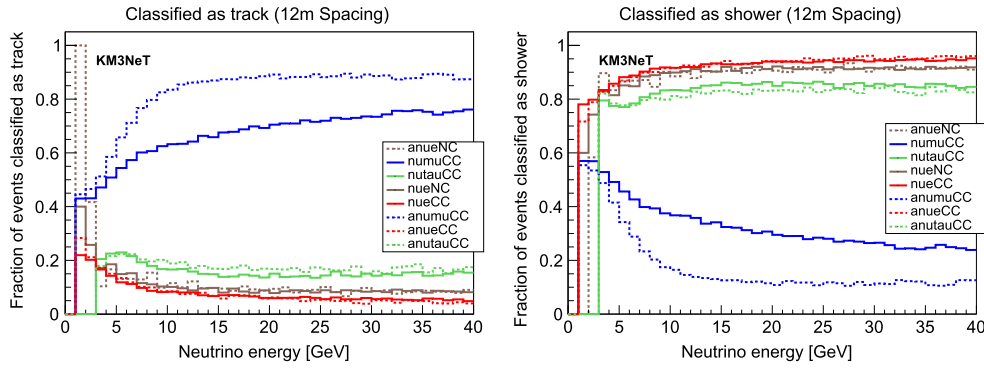 Classified as track (12m Spacing)
Fraction of events classified as track
1
0.8
0.6
0.4
0.2
0
KM3NeT
anueNC
numuCC
nutauCC
nueNC
nueCC
anumuCC
anueCC
anutauCC
0 5 10 15 20 25 30 35 40
Neutrino energy [GeV]
Classified as shower (12m Spacing)
Fraction of events classified as shower
1
0.8
0.6
0.4
0.2
0
KM3NeT
anueNC
numuCC
nutauCC
nueNC
nueCC
anumuCC
anueCC
anutauCC
0 5 10 15 20 25 30 35 40
Neutrino energy [GeV]